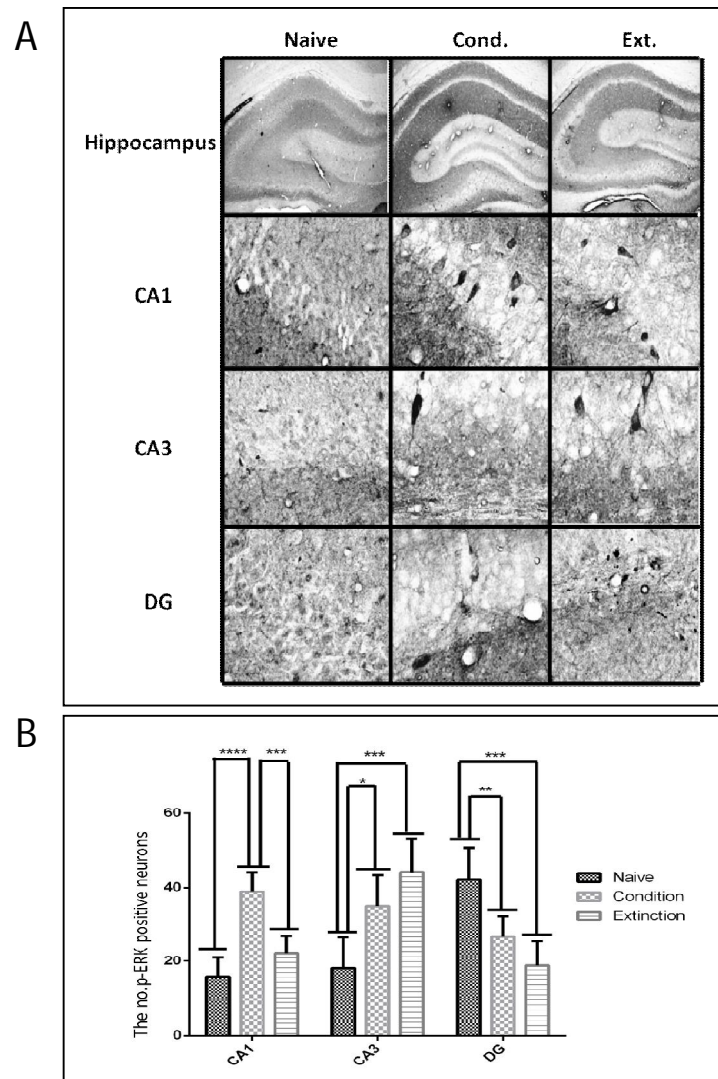 A
Naive Cond. Ext.
Hippocampus
CA1
CA3
DG
B
**** *** *** * *** **
The no.p-ERK positive neurons
60
40
20
0
CA1 CA3 DG
Naive
Condition
Extinction